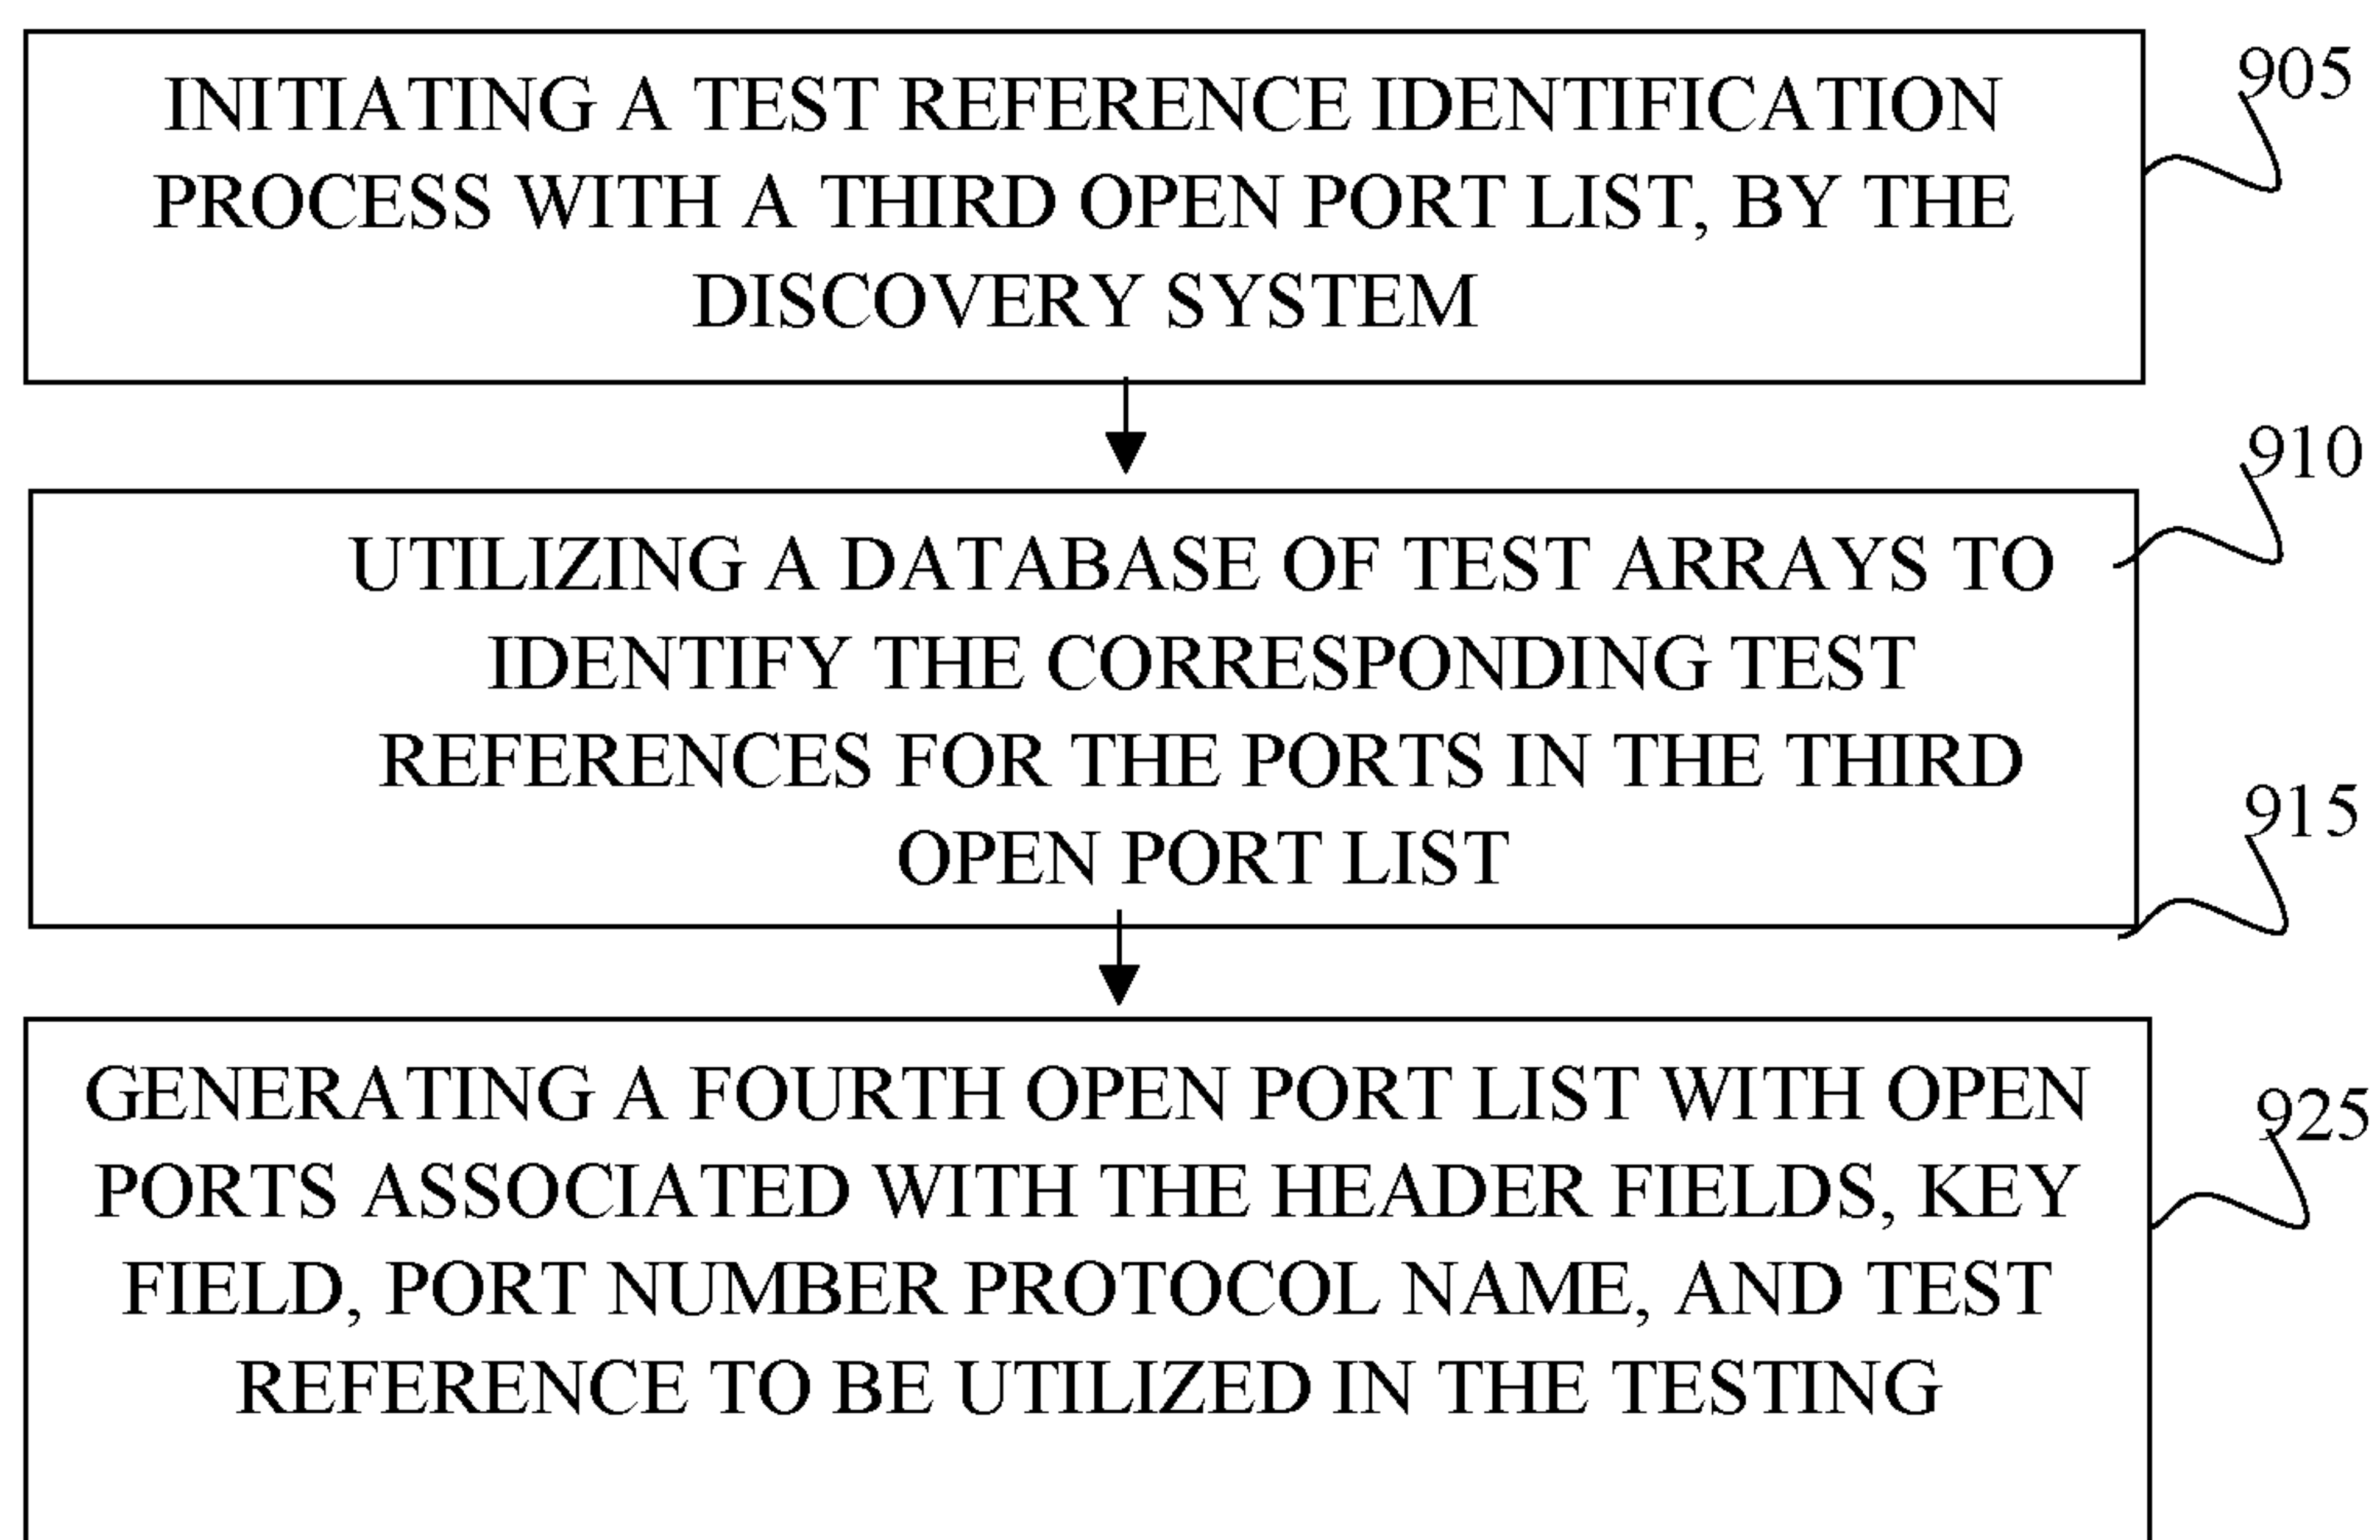 INITIATING A TEST REFERENCE IDENTIFICATION
PROCESS WITH A THIRD OPEN PORT LIST, BY THE
DISCOVERY SYSTEM
905
UTILIZING A DATABASE OF TEST ARRAYS TO
IDENTIFY THE CORRESPONDING TEST
REFERENCES FOR THE PORTS IN THE THIRD
OPEN PORT LIST
910
915
GENERATING A FOURTH OPEN PORT LIST WITH OPEN
PORTS ASSOCIATED WITH THE HEADER FIELDS, KEY
FIELD, PORT NUMBER PROTOCOL NAME, AND TEST
REFERENCE TO BE UTILIZED IN THE TESTING
925